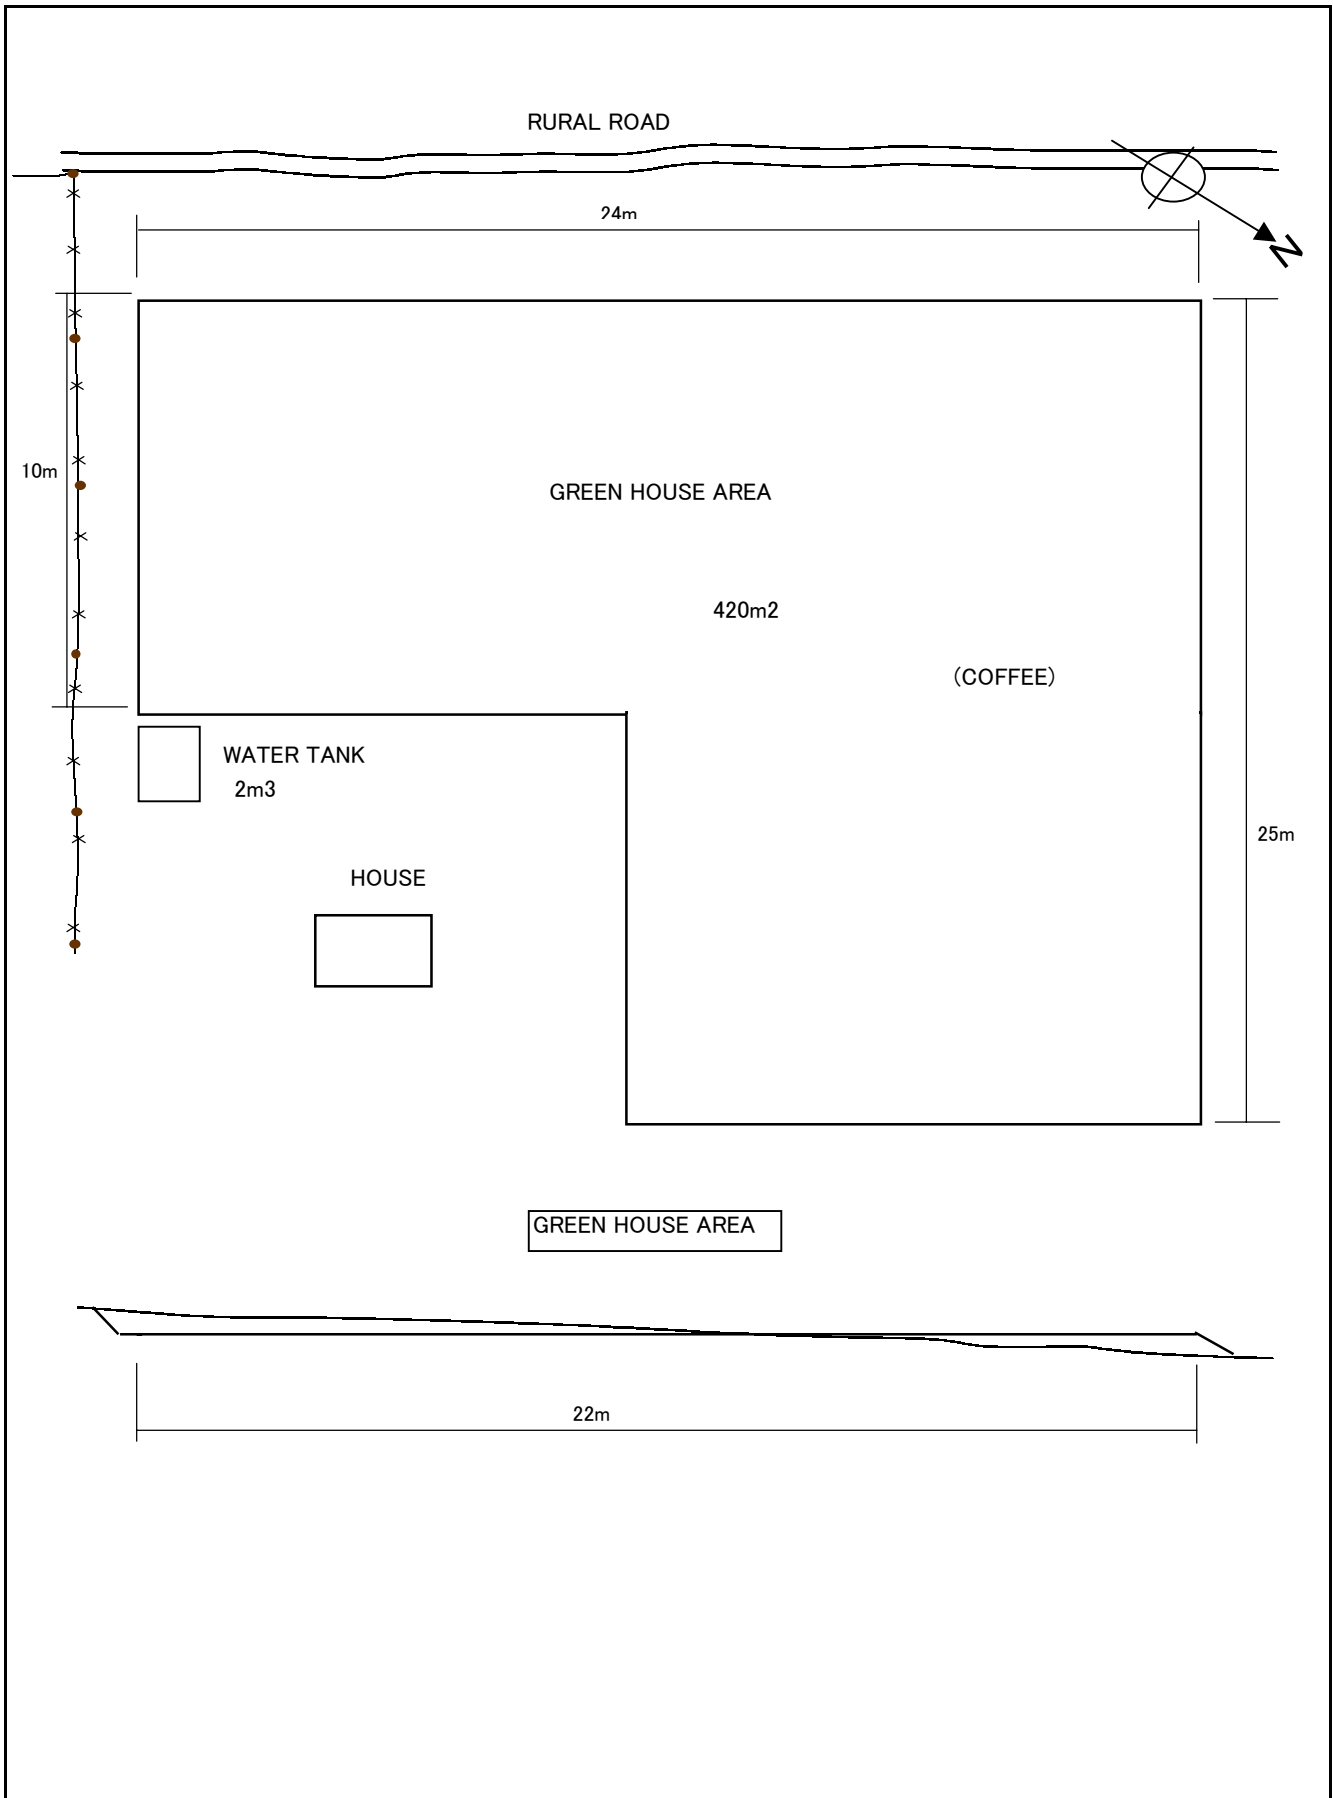 RURAL ROAD
24m
N
10m
GREEN HOUSE AREA
420m2
(COFFEE)
WATER TANK
2m3
25m
HOUSE
GREEN HOUSE AREA
22m